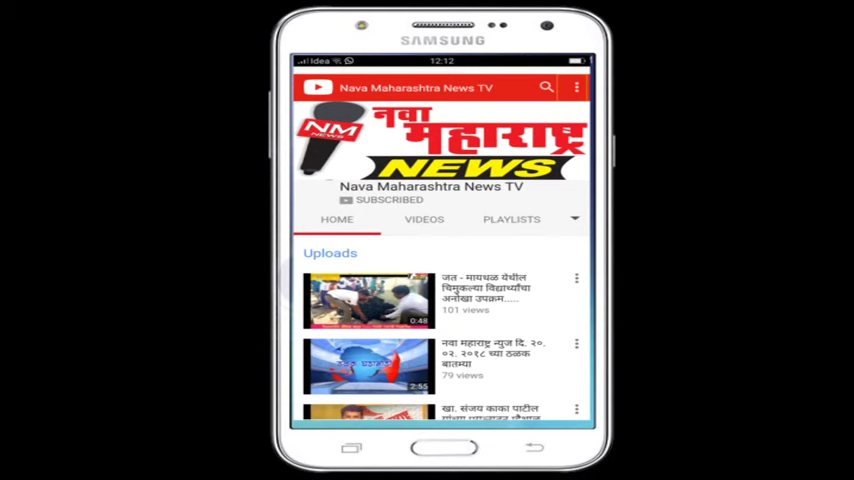 SAMSUNG
Idea 12:12
Nava Maharashtra News TV
NM
NEWS
नवा
महाराष्ट्र
NEWS
Nava Maharashtra News TV
SUBSCRIBED
HOME VIDEOS PLAYLISTS
Uploads
जत - मायथळ येथील
चिमुकल्या विद्यार्थ्यांचा
अनोखा उपक्रम.....
101 views
0:48
नवा महाराष्ट्र न्युज दि. २०.
०२. २०१८ च्या ठळक
बातम्या
79 views
2:55
खा. संजय काका पाटील